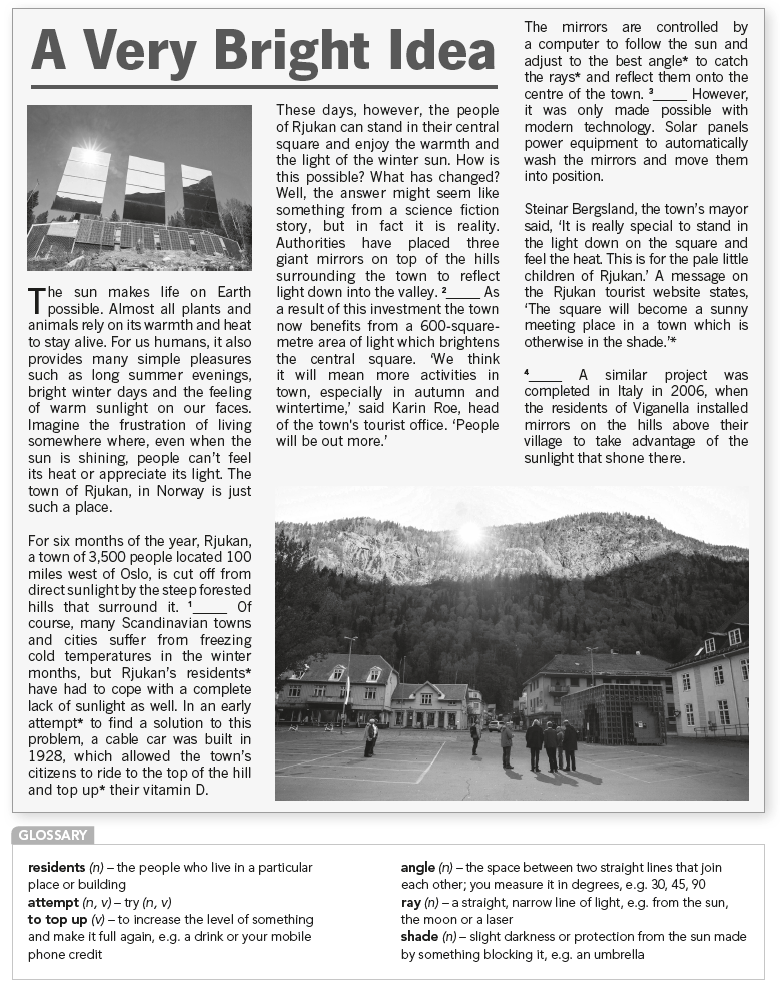 A Very Bright Idea
The sun makes life on Earth
possible. Almost all plants and
animals rely on its warmth and heat
to stay alive. For us humans, it also
provides many simple pleasures
such as long summer evenings,
bright winter days and the feeling
of warm sunlight on our faces.
Imagine the frustration of living
somewhere where, even when the
sun is shining, people can't feel
its heat or appreciate its light. The
town of Rjukan, in Norway is just
such a place.
For six months of the year, Rjukan,
a town of 3,500 people located 100
miles west of Oslo, is cut off from
direct sunlight by the steep forested
hills that surround it. ¹_____ Of
course, many Scandinavian towns
and cities suffer from freezing
cold temperatures in the winter
months, but Rjukan's residents*
have had to cope with a complete
lack of sunlight as well. In an early
attempt* to find a solution to this
problem, a cable car was built in
1928, which allowed the town's
citizens to ride to the top of the hill
and top up* their vitamin D.
These days, however, the people
of Rjukan can stand in their central
square and enjoy the warmth and
the light of the winter sun. How is
this possible? What has changed?
Well, the answer might seem like
something from a science fiction
story, but in fact it is reality.
Authorities have placed three
giant mirrors on top of the hills
surrounding the town to reflect
light down into the valley. ²_____ As
a result of this investment the town
now benefits from a 600-square-
metre area of light which brightens
the central square. 'We think
it will mean more activities in
town, especially in autumn and
wintertime,' said Karin Roe, head
of the town's tourist office. 'People
will be out more.'
The mirrors are controlled by
a computer to follow the sun and
adjust to the best angle* to catch
the rays* and reflect them onto the
centre of the town. ³_____ However,
it was only made possible with
modern technology. Solar panels
power equipment to automatically
wash the mirrors and move them
into position.
Steinar Bergsland, the town's mayor
said, 'It is really special to stand in
the light down on the square and
feel the heat. This is for the pale little
children of Rjukan.' A message on
the Rjukan tourist website states,
'The square will become a sunny
meeting place in a town which is
otherwise in the shade.'*
⁴_____ A similar project was
completed in Italy in 2006, when
the residents of Viganella installed
mirrors on the hills above their
village to take advantage of the
sunlight that shone there.
GLOSSARY
residents (n) – the people who live in a particular
place or building
attempt (n, v) – try (n, v)
to top up (v) – to increase the level of something
and make it full again, e.g. a drink or your mobile
phone credit
angle (n) – the space between two straight lines that join
each other; you measure it in degrees, e.g. 30, 45, 90
ray (n) – a straight, narrow line of light, e.g. from the sun,
the moon or a laser
shade (n) – slight darkness or protection from the sun made
by something blocking it, e.g. an umbrella